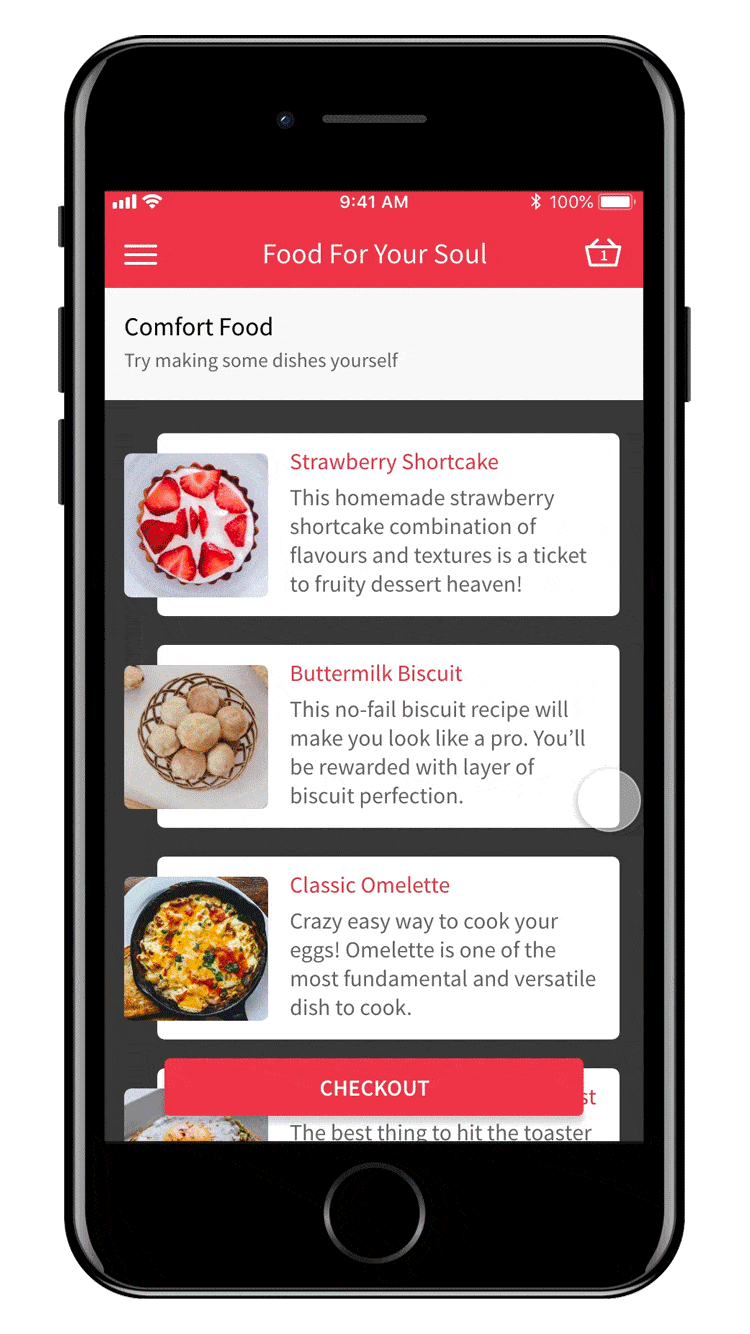 9:41 AM
100%
Food For Your Soul
1
Comfort Food
Try making some dishes yourself
Strawberry Shortcake
This homemade strawberry
shortcake combination of
flavours and textures is a ticket
to fruity dessert heaven!
Buttermilk Biscuit
This no-fail biscuit recipe will
make you look like a pro. You’ll
be rewarded with layer of
biscuit perfection.
Classic Omelette
Crazy easy way to cook your
eggs! Omelette is one of the
most fundamental and versatile
dish to cook.
CHECKOUT
The best thing to hit the toaster